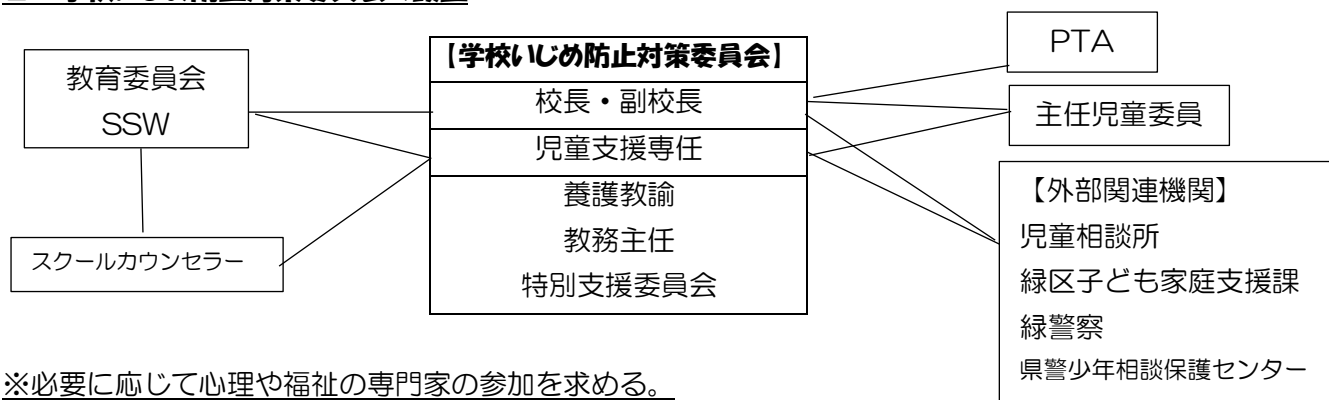 教育委員会
SSW
スクールカウンセラー
【学校いじめ防止対策委員会】
校長・副校長
児童支援専任
養護教諭
教務主任
特別支援委員会
PTA
主任児童委員
【外部関連機関】
児童相談所
緑区子ども家庭支援課
緑警察
県警少年相談保護センター
※必要に応じて心理や福祉の専門家の参加を求める。